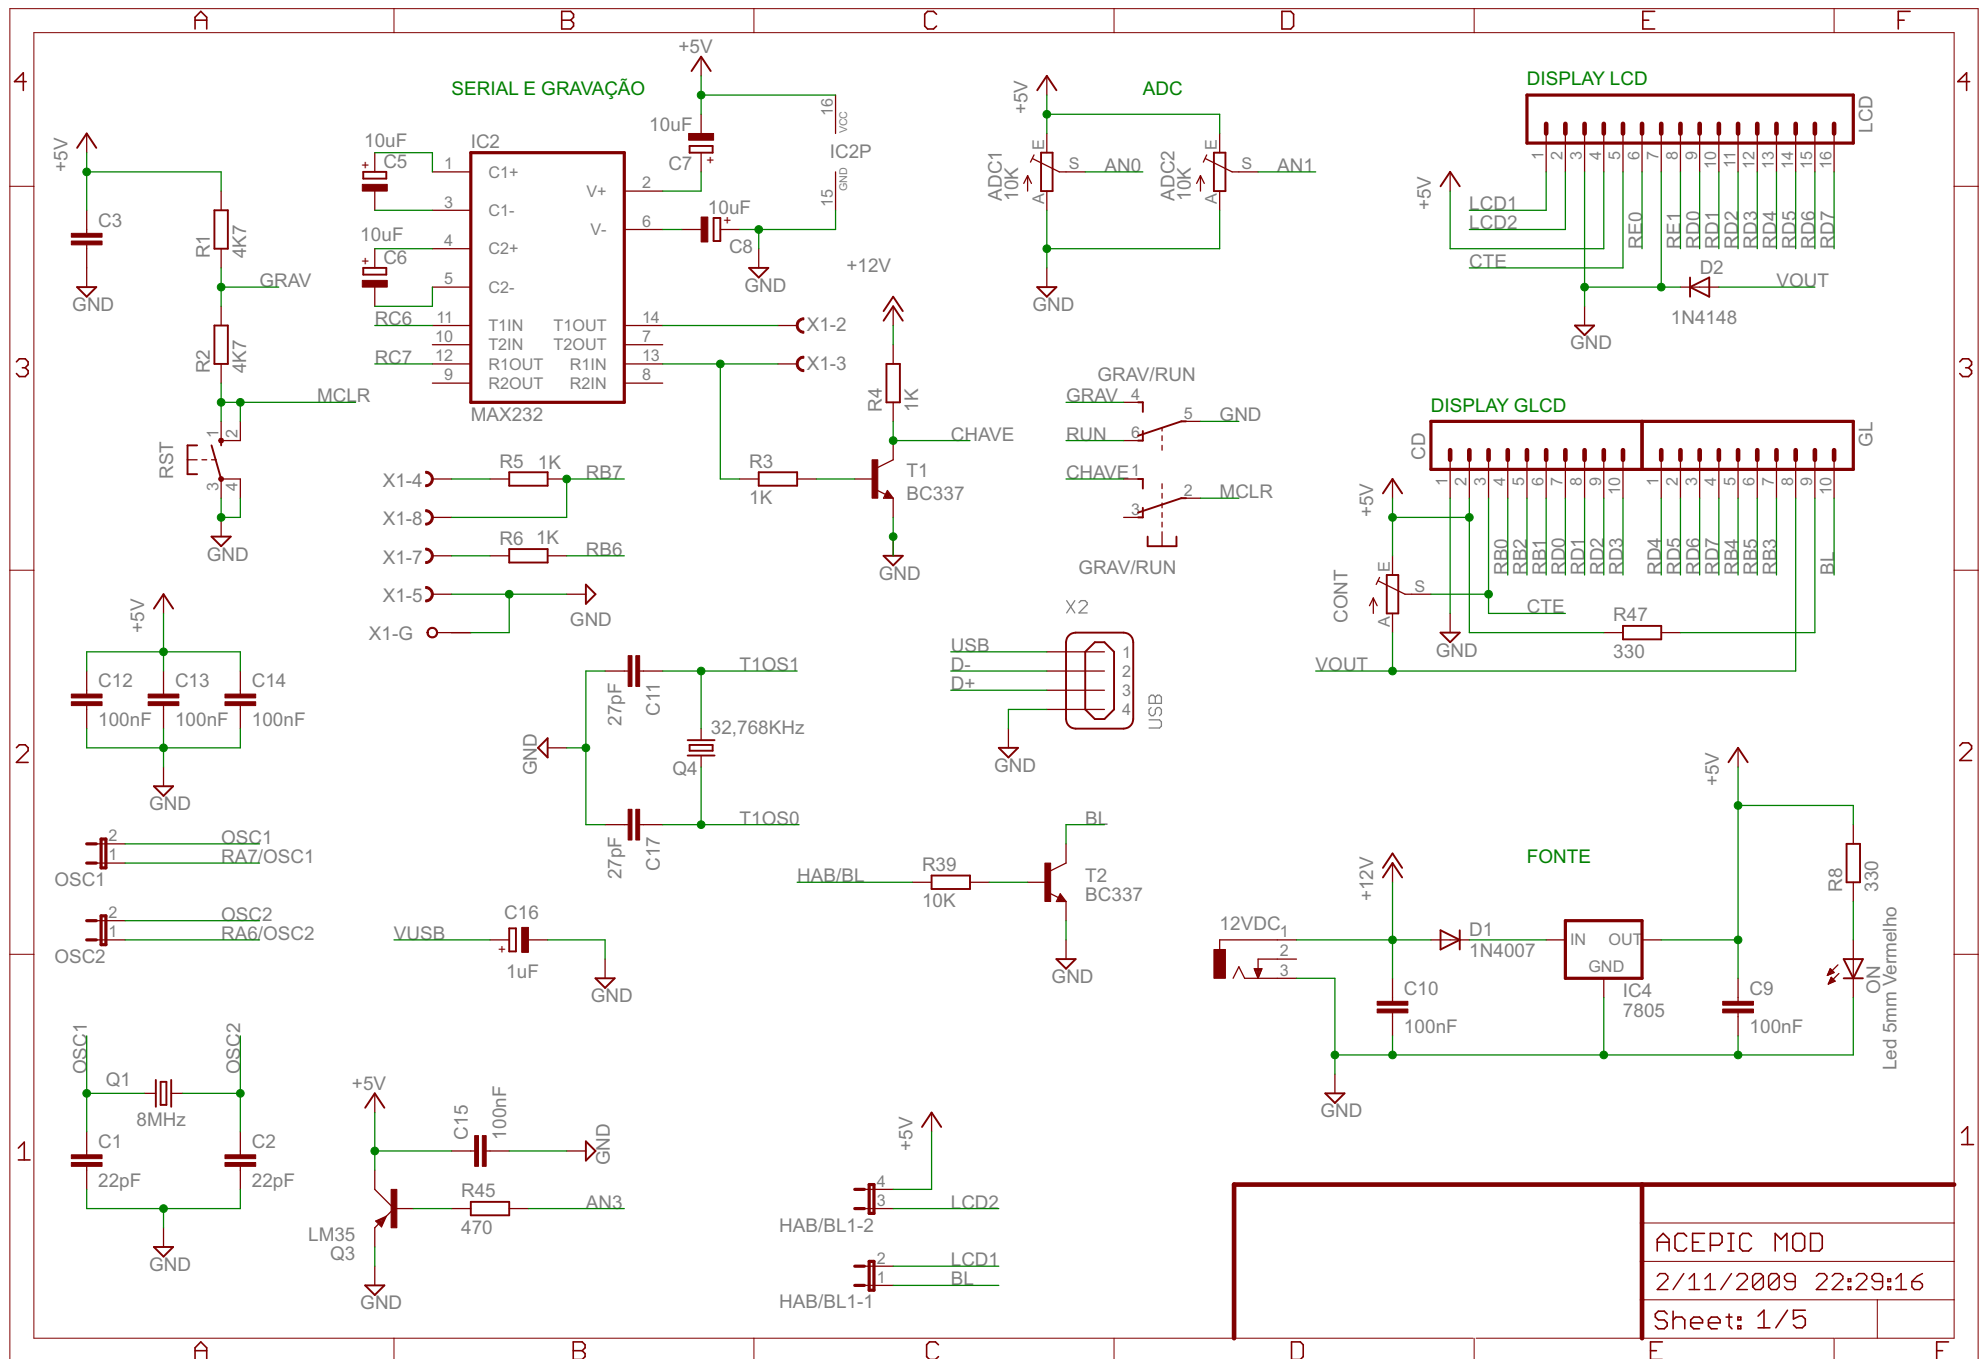 A B C D E F
4 4
3 3
2 2
1 1
A B C D E F
SERIAL E GRAVAÇÃO
+5V
10uF
C7
16
VCC
IC2P
GND
15
IC2
10uF
C5
10uF
C6
1 C1+
3 C1-
4 C2+
5 C2-
RC6 11 T1IN
10 T2IN
RC7 12 R1OUT
9 R2OUT
V+ 2
V- 6
T1OUT 14
T2OUT 7
R1IN 13
R2IN 8
MAX232
10uF
C8
GND
X1-2
X1-3
+5V
C3
GND
R1
4K7
GRAV
R2
4K7
MCLR
RST
1 2
3 4
GND
+12V
R4
1K
CHAVE
R3
1K
T1
BC337
GND
X1-4 R5 1K RB7
X1-8
X1-7 R6 1K RB6
X1-5
GND
X1-G
ADC
+5V
ADC1
10K
E
S
A
AN0
ADC2
10K
E
S
A
AN1
GND
GRAV/RUN
GRAV 4
5 GND
RUN 6
CHAVE 1
2 MCLR
3
GRAV/RUN
DISPLAY LCD
LCD
1 2 3 4 5 6 7 8 9 10 11 12 13 14 15 16
+5V
LCD1
LCD2
CTE
RE0 RE1 RD0 RD1 RD2 RD3 RD4 RD5 RD6 RD7
D2
1N4148
VOUT
GND
DISPLAY GLCD
CD
GL
1 2 3 4 5 6 7 8 9 10
1 2 3 4 5 6 7 8 9 10
+5V
RB0 RB2 RB1 RD0 RD1 RD2 RD3
RD4 RD5 RD6 RD7 RB4 RB5 RB3 BL
CONT
E
S
A
CTE
GND
R47
330
VOUT
+5V
C12
100nF
C13
100nF
C14
100nF
GND
27pF
C11
T1OS1
32,768KHz
Q4
GND
27pF
C17
T1OS0
X2
USB 1
D- 2
D+ 3
4
USB
GND
2 OSC1
1 RA7/OSC1
OSC1
2 OSC2
1 RA6/OSC2
OSC2
VUSB
C16
+
1uF
GND
BL
HAB/BL
R39
10K
T2
BC337
GND
FONTE
12VDC
1
2
3
+12V
D1
1N4007
IN OUT
GND
IC4
7805
C10
100nF
+5V
C9
100nF
R8
330
ON
Led 5mm Vermelho
GND
OSC1
OSC2
Q1
8MHz
C1
22pF
C2
22pF
GND
+5V
C15
100nF
GND
LM35
Q3
R45
470
AN3
GND
+5V
4
3 LCD2
HAB/BL1-2
2 LCD1
1 BL
HAB/BL1-1
ACEPIC MOD
2/11/2009 22:29:16
Sheet: 1/5